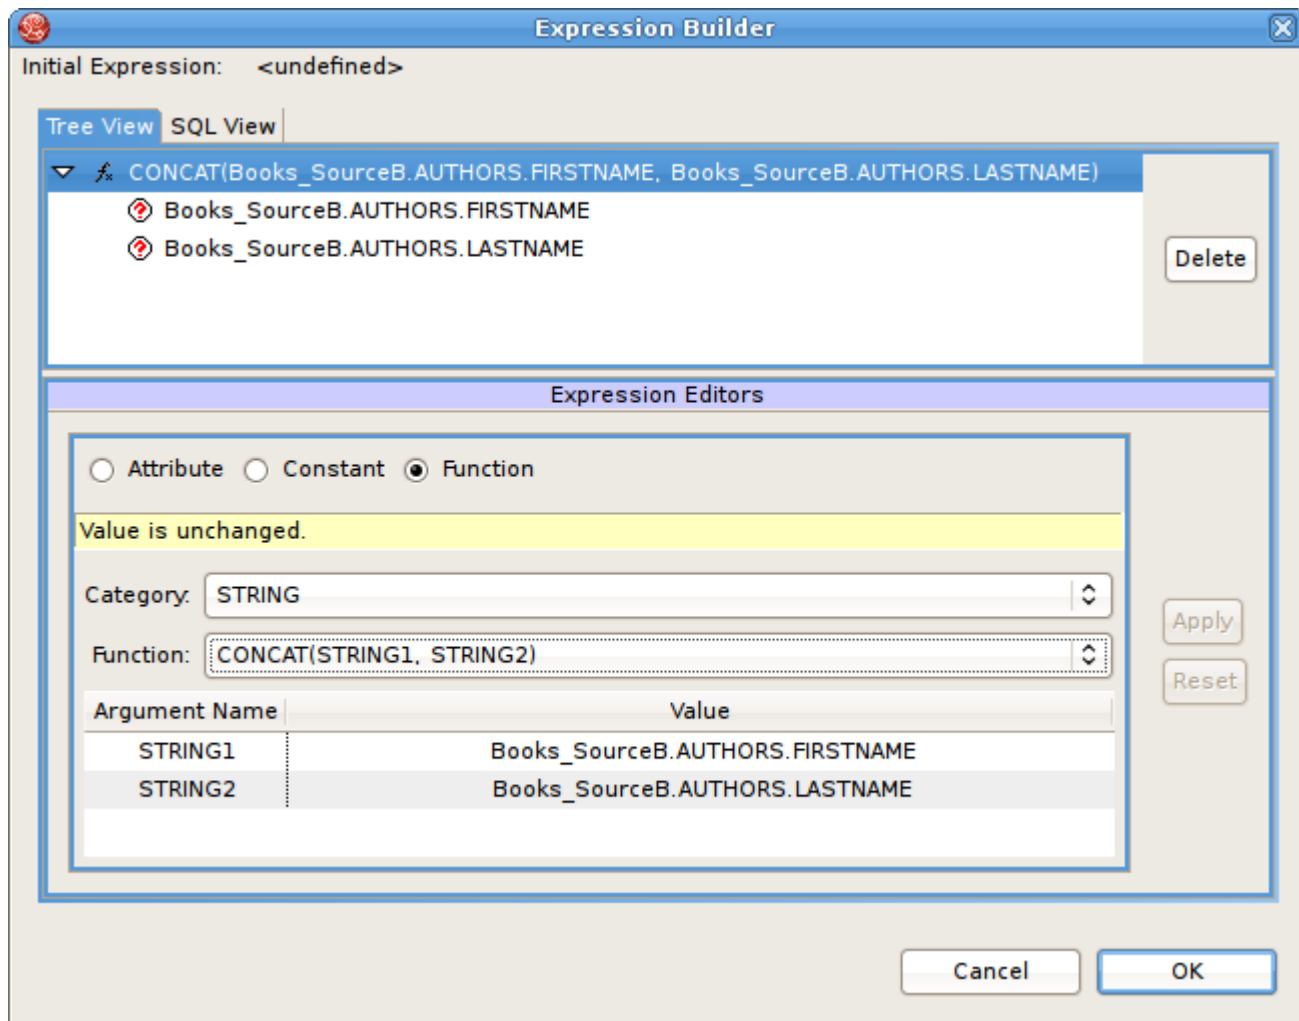 Expression Builder
Initial Expression: <undefined>
Tree View SQL View
CONCAT(Books_SourceB.AUTHORS.FIRSTNAME, Books_SourceB.AUTHORS.LASTNAME)
Books_SourceB.AUTHORS.FIRSTNAME
Books_SourceB.AUTHORS.LASTNAME
Delete
Expression Editors
Attribute Constant Function
Value is unchanged.
Category: STRING
Function: CONCAT(STRING1, STRING2)
Apply
Reset
Argument Name Value
STRING1 Books_SourceB.AUTHORS.FIRSTNAME
STRING2 Books_SourceB.AUTHORS.LASTNAME
Cancel OK